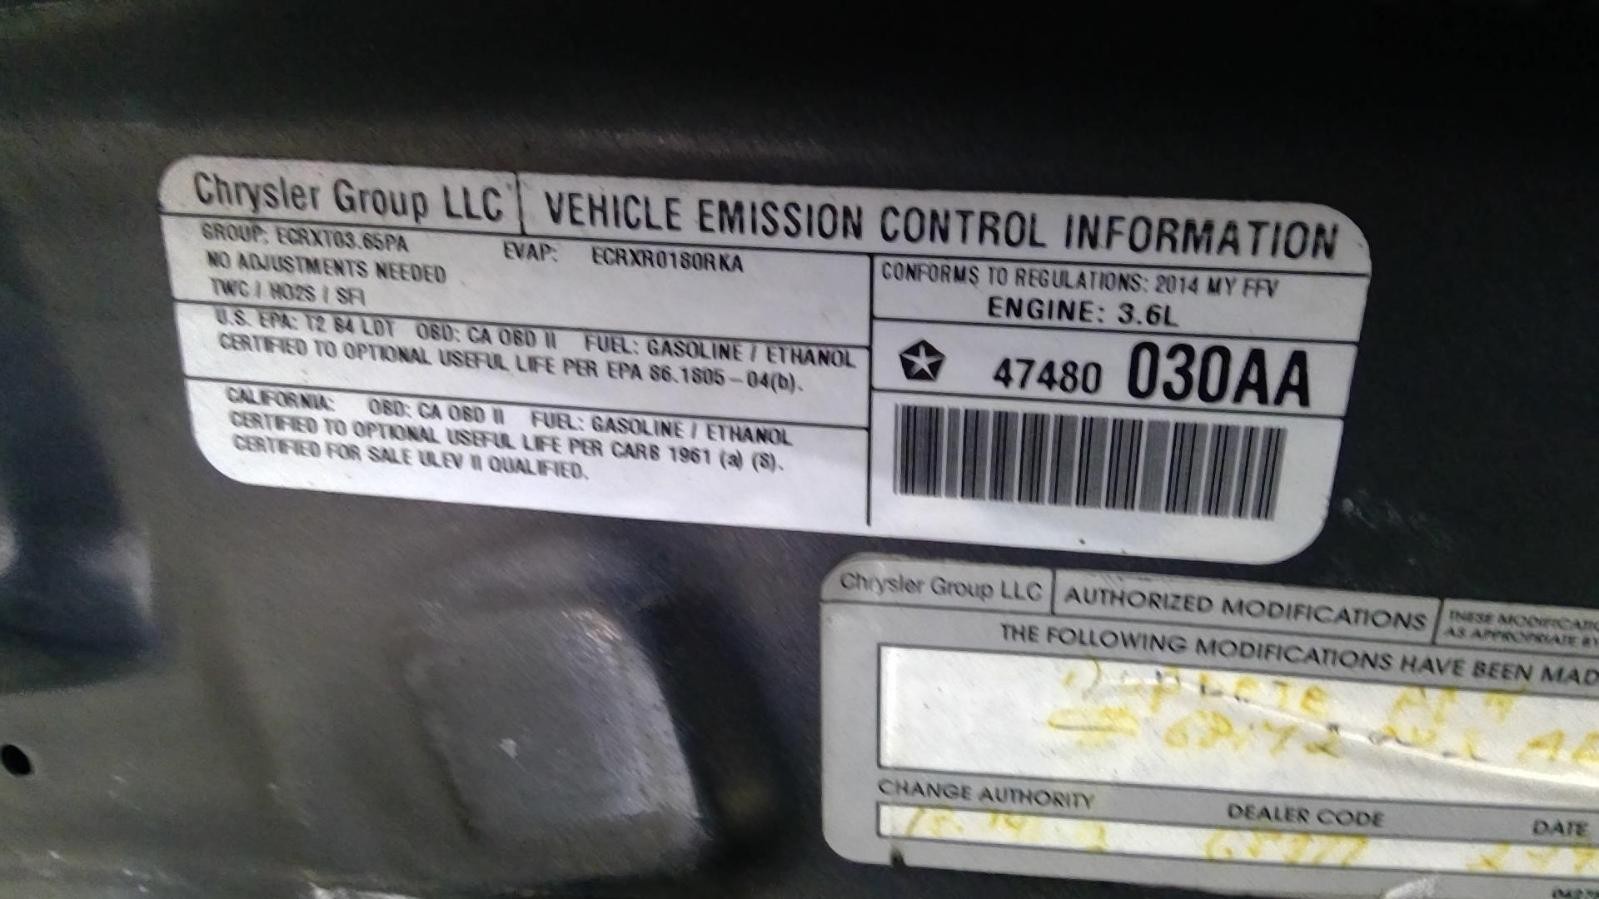 Chrysler Group LLC VEHICLE EMISSION CONTROL INFORMATION
GROUP: ECRXT03.65PA EVAP: ECRXR0180RKA
NO ADJUSTMENTS NEEDED
TWC / HO2S / SFI
U.S. EPA: T2 B4 LDT OBD: CA OBD II FUEL: GASOLINE / ETHANOL
CERTIFIED TO OPTIONAL USEFUL LIFE PER EPA 86.1805-04(b).
CALIFORNIA: OBD: CA OBD II FUEL: GASOLINE / ETHANOL
CERTIFIED TO OPTIONAL USEFUL LIFE PER CARB 1961 (a) (8).
CERTIFIED FOR SALE ULEV II QUALIFIED.
CONFORMS TO REGULATIONS: 2014 MY FFV
ENGINE: 3.6L
47480 030AA
Chrysler Group LLC AUTHORIZED MODIFICATIONS
THESE
AS APPROPRIATE BY
THE FOLLOWING MODIFICATIONS HAVE BEEN MAD
CHANGE AUTHORITY DEALER CODE DATE